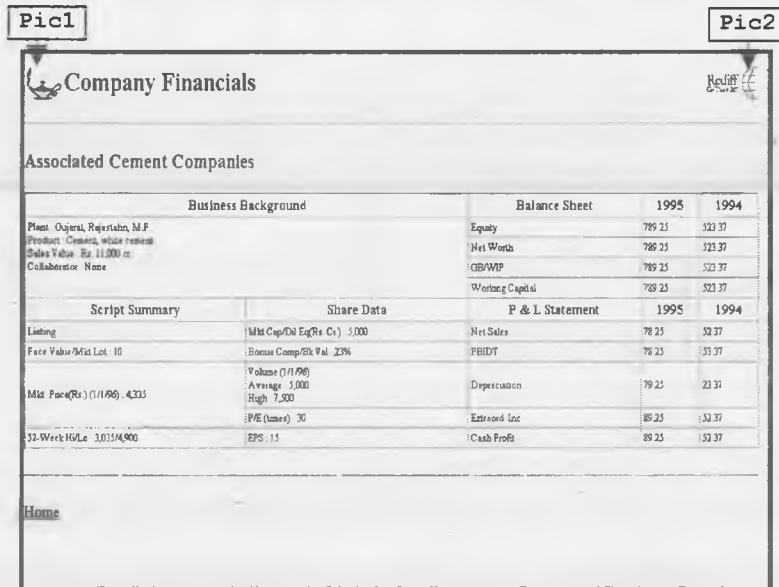 Pic1 Pic2
Company Financials
Rediff
Associated Cement Companies
Business Background Balance Sheet 1995 1994
Plant Gujarat, Rajastahn, M.P. Equity 789 25 523 37
Product Cement, white cement
Net Worth 789 25 523 37
Sales Value Rs. 11,000 cr.
Collaborator None GB/WIP 789 25 523 37
Working Capital 789 25 523 37
Script Summary Share Data P & L Statement 1995 1994
Listing Mkt Cap/Dil Eq(Rs Cr) 5,000 Net Sales 78 25 52 37
Face Value/Mkt Lot 10 Bonus Comp/Bk Val 23% PBIDT 78 25 53 37
Mkt Price(Rs.) (1/1/96) . 4,335 Volume (1/1/96)
Average 5,000
High 7,500
Depreciation 79 25 23 37
P/E (times) 30 Extraord Inc 89.25 52 37
52-Week Hi/Lo 3,035/4,900 EPS : 15 Cash Profit 89 25 52 37
Home